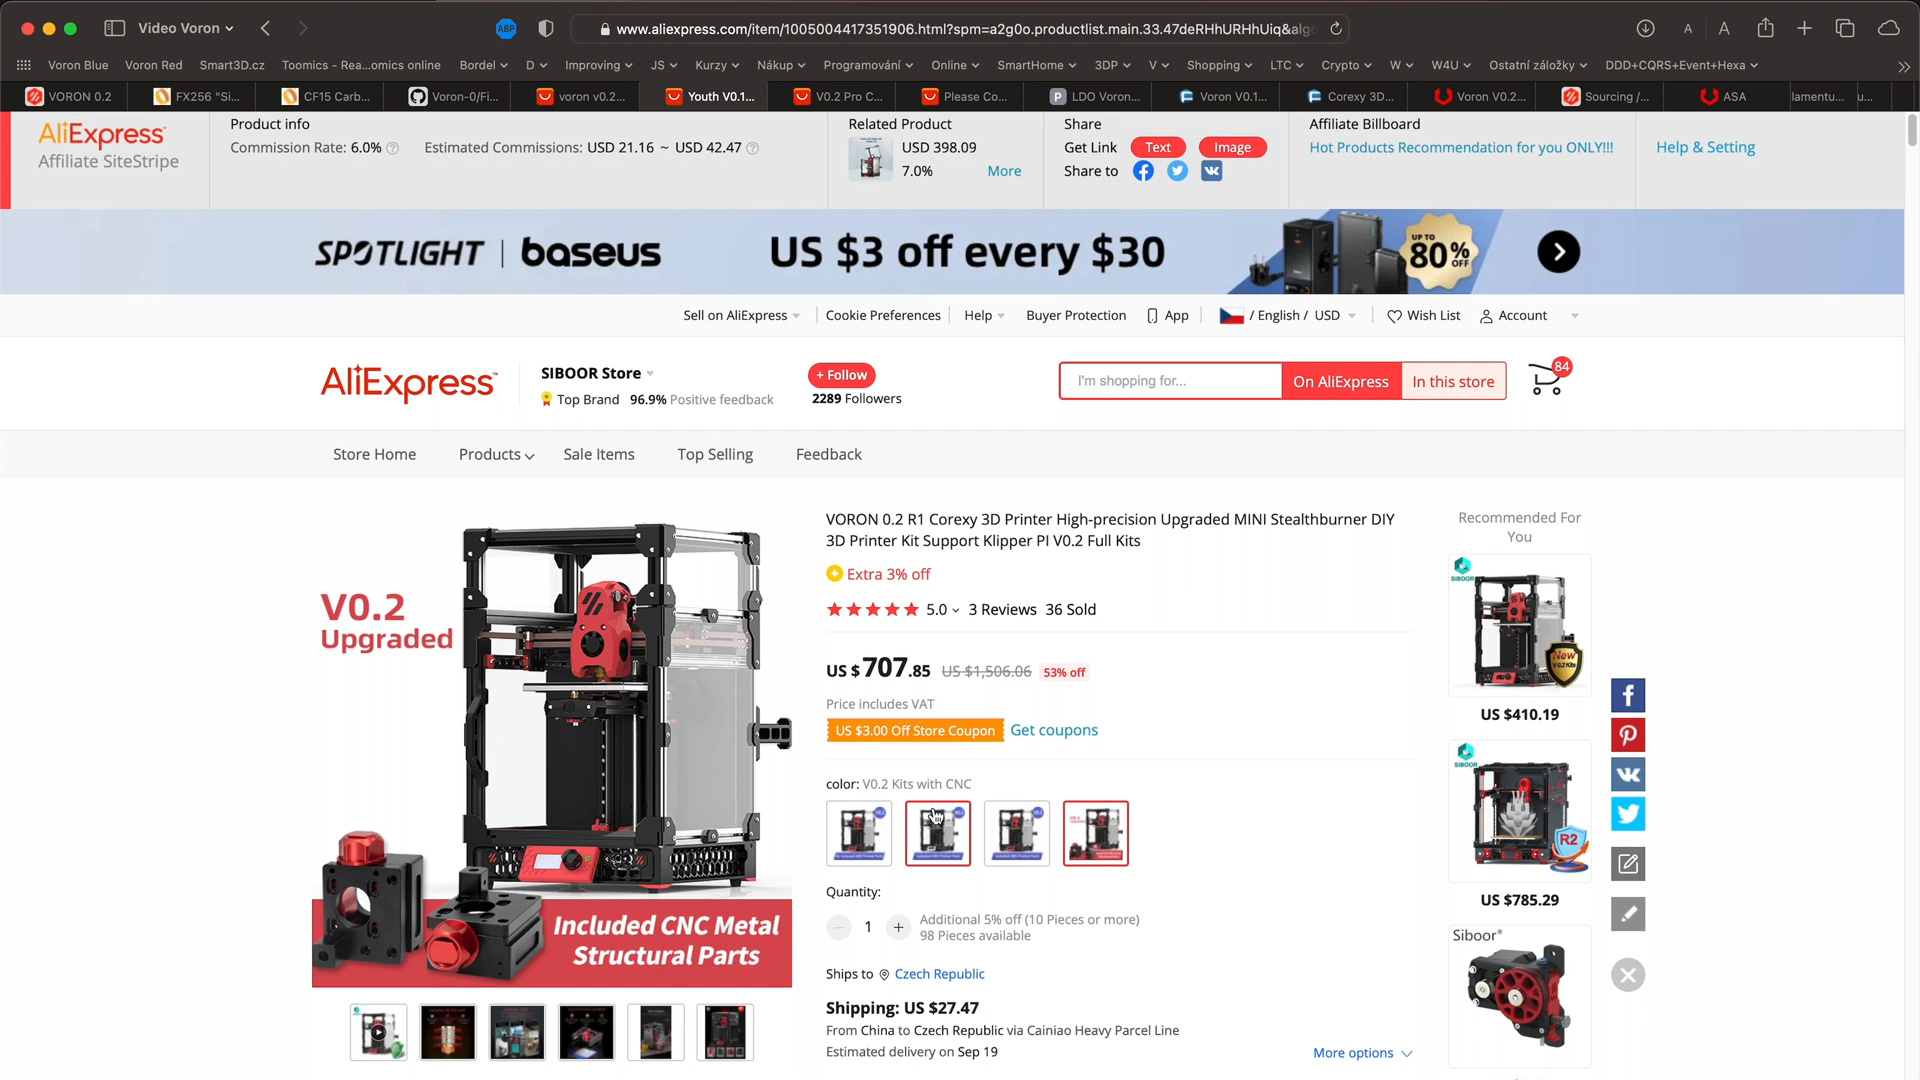 Video Voron
ABP
www.aliexpress.com/item/1005004417351906.html?spm=a2g0o.productlist.main.33.47deRHhURHhUiq&algo
A
A
Voron Blue
Voron Red
Smart3D.cz
Toomics - Rea...omics online
Bordel
D
Improving
JS
Kurzy
Nákup
Programování
Online
SmartHome
3DP
V
Shopping
LTC
Crypto
W
W4U
Ostatní záložky
DDD+CQRS+Event+Hexa
VORON 0.2
FX256 "Si...
CF15 Carb...
Voron-0/Fi...
voron v0.2...
Youth V0.1...
V0.2 Pro C...
Please Co...
LDO Voron...
Voron V0.1...
Corexy 3D...
Voron V0.2...
Sourcing /...
ASA
lamentu...
u...
AliExpress
Affiliate SiteStripe
Product info
Commission Rate: 6.0%
Estimated Commissions: USD 21.16 ~ USD 42.47
Related Product
USD 398.09
7.0%
More
Share
Get Link
Text
Image
Share to
Affiliate Billboard
Hot Products Recommendation for you ONLY!!!
Help & Setting
SPOTLIGHT | baseus
US $3 off every $30
UP TO
80%
OFF
Sell on AliExpress
Cookie Preferences
Help
Buyer Protection
App
/ English / USD
Wish List
Account
AliExpress
SIBOOR Store
Top Brand 96.9% Positive feedback
+ Follow
2289 Followers
I'm shopping for...
On AliExpress
In this store
84
Store Home
Products
Sale Items
Top Selling
Feedback
V0.2
Upgraded
Included CNC Metal
Structural Parts
VORON 0.2 R1 Corexy 3D Printer High-precision Upgraded MINI Stealthburner DIY
3D Printer Kit Support Klipper PI V0.2 Full Kits
Extra 3% off
5.0
3 Reviews
36 Sold
US $707.85
US $1,506.06
53% off
Price includes VAT
US $3.00 Off Store Coupon
Get coupons
color: V0.2 Kits with CNC
Quantity:
1
Additional 5% off (10 Pieces or more)
98 Pieces available
Ships to Czech Republic
Shipping: US $27.47
From China to Czech Republic via Cainiao Heavy Parcel Line
Estimated delivery on Sep 19
More options
Recommended For
You
SIBOOR
New
V0.2 Kits
US $410.19
SIBOOR
R2
US $785.29
Siboor®